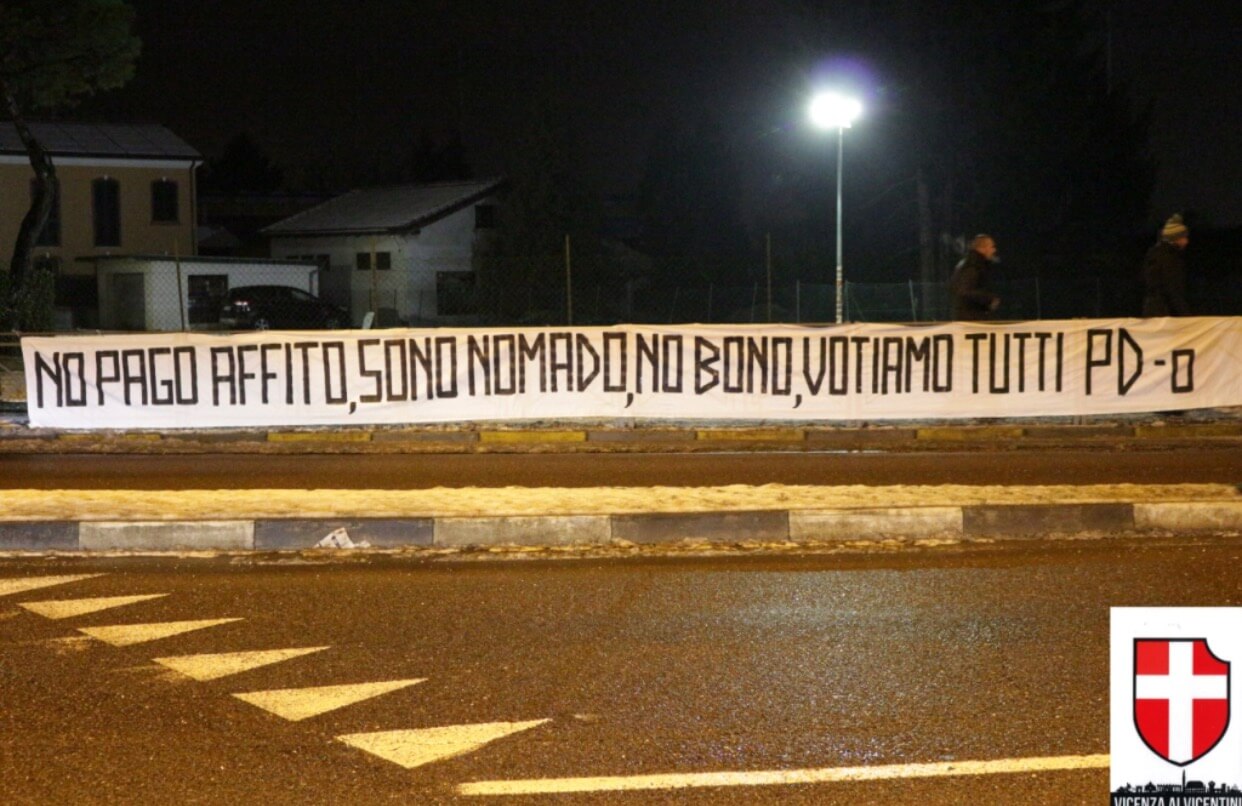 NO PAGO AFFITO, SONO NOMADO, NO BONO, VOTIAMO TUTTI PD-O
VICENZA AI VICENTINI